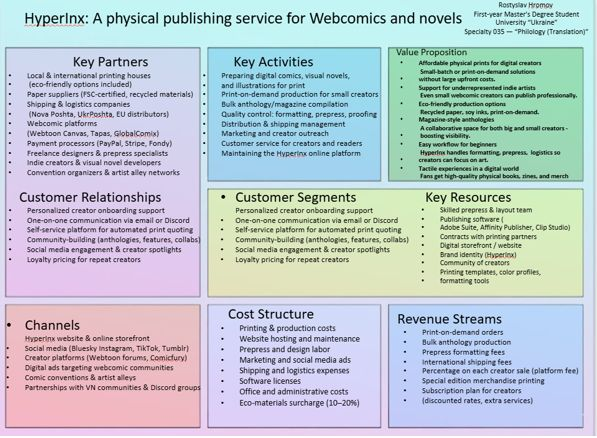 HyperInx: A physical publishing service for Webcomics and novels
Rostyslav Hromov
First-year Master's Degree Student
University "Ukraine"
Specialty 035 — "Philology (Translation)"
Key Partners
• Local & international printing houses
(eco-friendly options included)
• Paper suppliers (FSC-certified, recycled materials)
• Shipping & logistics companies
• (Nova Poshta, UkrPoshta, EU distributors)
• Webcomic platforms
• (Webtoon Canvas, Tapas, GlobalComix)
• Payment processors (PayPal, Stripe, Fondy)
• Freelance designers & prepress specialists
• Indie creators & visual novel developers
• Convention organizers & artist alley networks
Key Activities
• Preparing digital comics, visual novels,
and illustrations for print
• Print-on-demand production for small creators
• Bulk anthology/magazine compilation
• Quality control: formatting, prepress, proofing
• Distribution & shipping management
• Marketing and creator outreach
• Customer service for creators and readers
• Maintaining the HyperInx online platform
Value Proposition
• Affordable physical prints for digital creators
Small-batch or print-on-demand solutions
• without large upfront costs.
• Support for underrepresented indie artists
Even small webcomic creators can publish professionally.
• Eco-friendly production options
Recycled paper, soy inks, print-on-demand.
• Magazine-style anthologies
A collaborative space for both big and small creators -
• boosting visibility.
• Easy workflow for beginners
HyperInx handles formatting, prepress, logistics so
• creators can focus on art.
• Tactile experiences in a digital world
Fans get high-quality physical books, zines, and merch
Customer Relationships
• Personalized creator onboarding support
• One-on-one communication via email or Discord
• Self-service platform for automated print quoting
• Community-building (anthologies, features, collabs)
• Social media engagement & creator spotlights
• Loyalty pricing for repeat creators
• Customer Segments
Personalized creator onboarding support
• One-on-one communication via email or Discord
• Self-service platform for automated print quoting
• Community-building (anthologies, features, collabs)
• Social media engagement & creator spotlights
• Loyalty pricing for repeat creators
Key Resources
• Skilled prepress & layout team
• Publishing software (
• Adobe Suite, Affinity Publisher, Clip Studio)
• Contracts with printing partners
• Digital storefront / website
• Brand identity (HyperInx)
• Community of creators
• Printing templates, color profiles,
• formatting tools
• Channels
HyperInx website & online storefront
• Social media (Bluesky Instagram, TikTok, Tumblr)
• Creator platforms (Webtoon forums, Comicfury)
• Digital ads targeting webcomic communities
• Comic conventions & artist alleys
• Partnerships with VN communities & Discord groups
Cost Structure
• Printing & production costs
• Website hosting and maintenance
• Prepress and design labor
• Marketing and social media ads
• Shipping and logistics expenses
• Software licenses
• Office and administrative costs
• Eco-materials surcharge (10–20%)
Revenue Streams
• Print-on-demand orders
• Bulk anthology production
• Prepress formatting fees
• International shipping fees
• Percentage on each creator sale (platform fee)
• Special edition merchandise printing
• Subscription plan for creators
• (discounted rates, extra services)